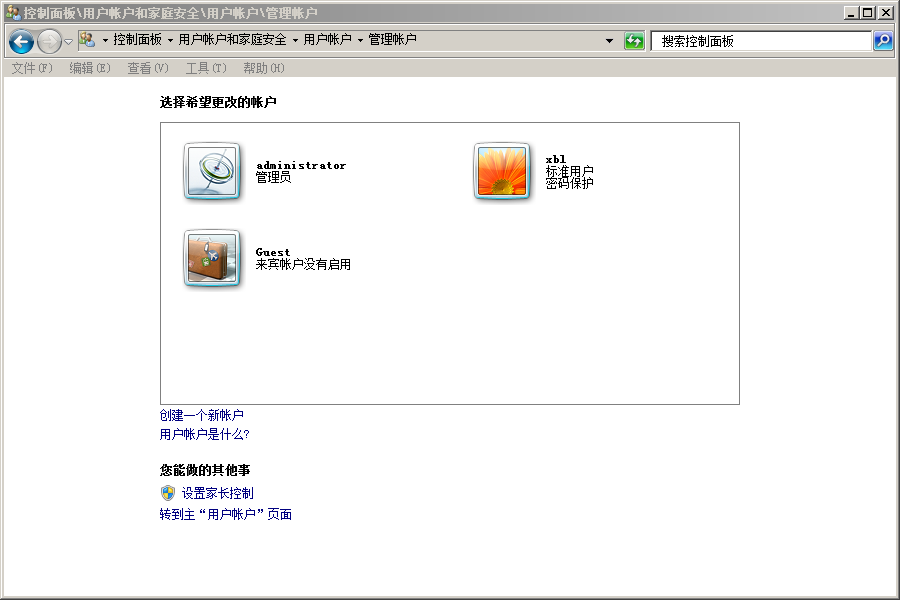 控制面板\用户帐户和家庭安全\用户帐户\管理帐户
控制面板 用户帐户和家庭安全 用户帐户 管理帐户
搜索控制面板
文件(F) 编辑(E) 查看(V) 工具(T) 帮助(H)
选择希望更改的帐户
administrator
管理员
xbl
标准用户
密码保护
Guest
来宾帐户没有启用
创建一个新帐户
用户帐户是什么?
您能做的其他事
设置家长控制
转到主“用户帐户”页面